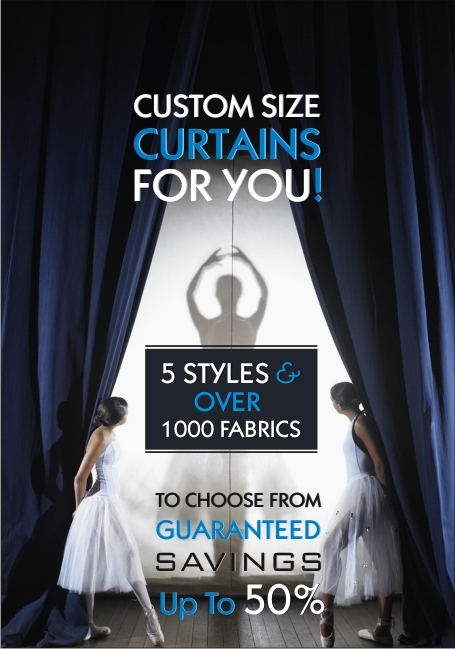 CUSTOM SIZE
CURTAINS
FOR YOU!
5 STYLES &
OVER
1000 FABRICS
TO CHOOSE FROM
GUARANTEED
SAVINGS
Up To 50%